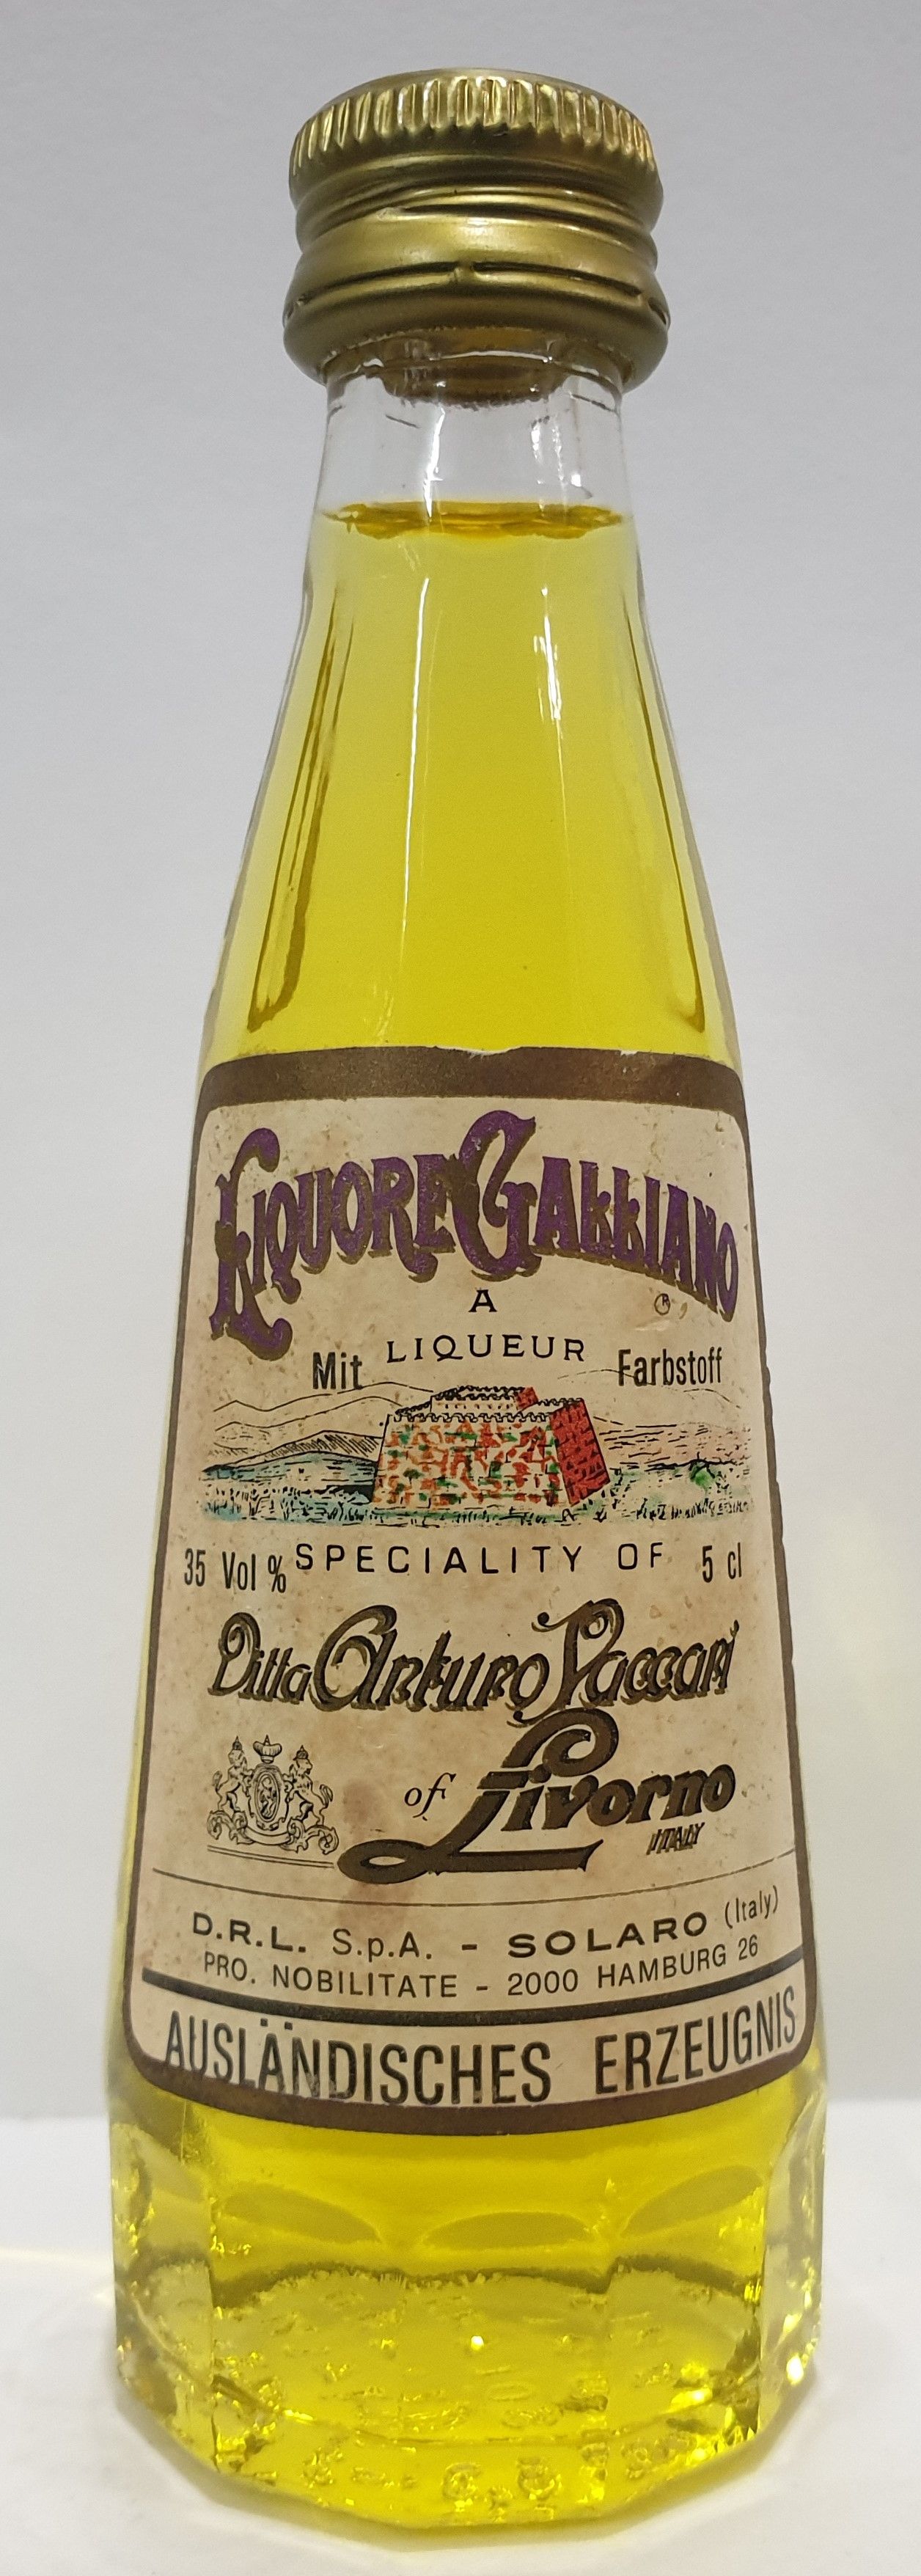 LIQUORE GALLIANO
®
A
LIQUEUR
Mit Farbstoff
35 Vol % SPECIALITY OF 5 cl
Ditta Arturo Vaccari
of Livorno
ITALY
D.R.L. S.p.A. - SOLARO (Italy)
PRO. NOBILITATE - 2000 HAMBURG 26
AUSLÄNDISCHES ERZEUGNIS